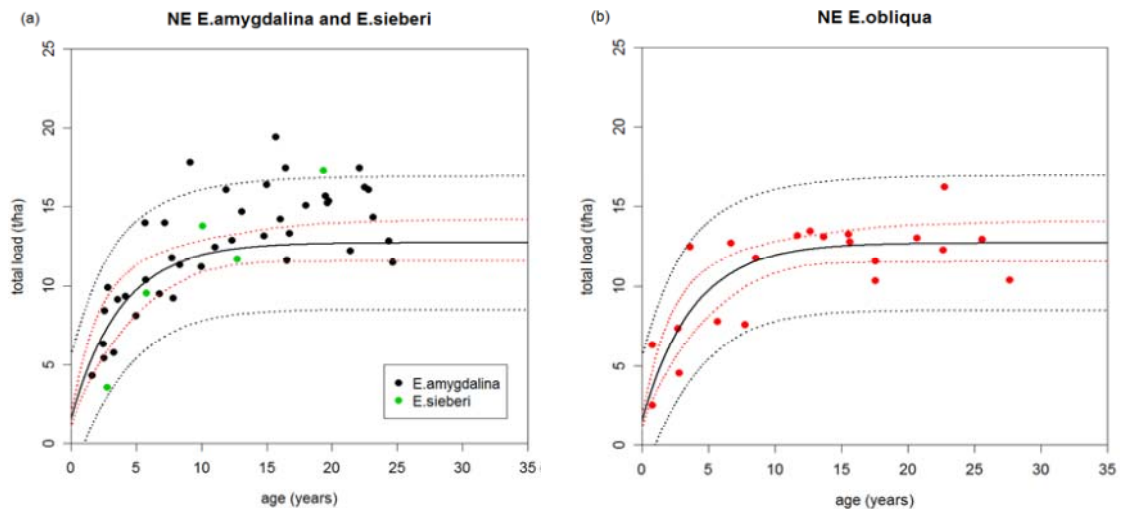 (a) NE E.amygdalina and E.sieberi
total load (t/ha)
25
20
15
10
5
0
E.amygdalina
E.sieberi
0 5 10 15 20 25 30 35
age (years)
(b) NE E.obliqua
total load (t/ha)
25
20
15
10
5
0
0 5 10 15 20 25 30 35
age (years)